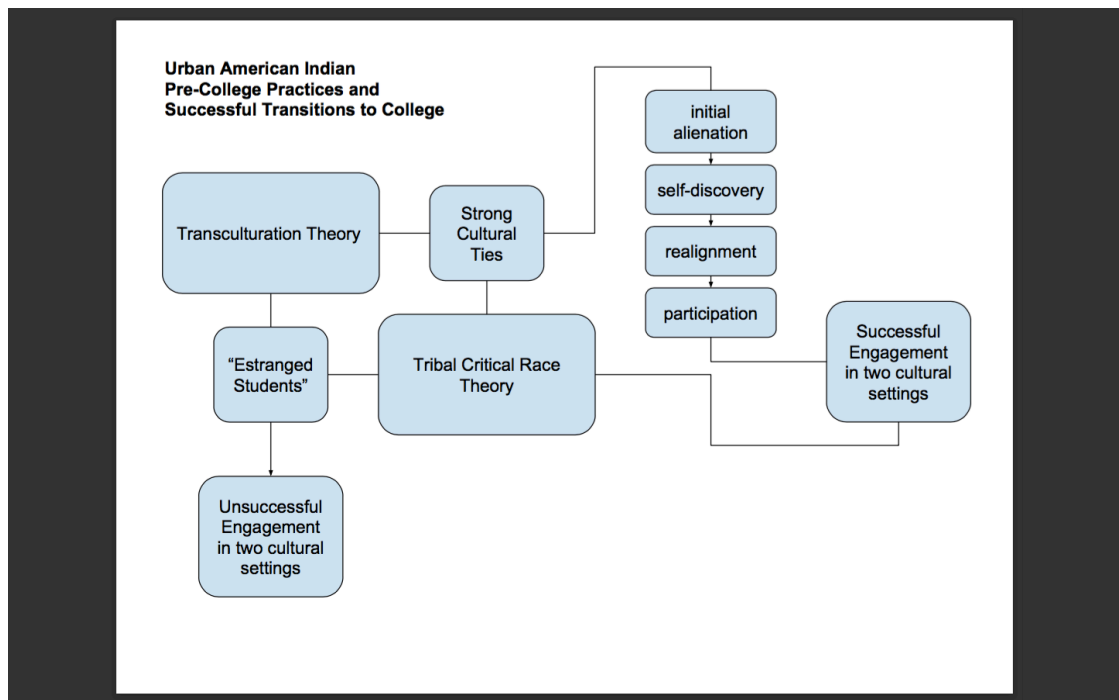 Urban American Indian
Pre-College Practices and
Successful Transitions to College
initial
alienation
self-discovery
realignment
participation
Transculturation Theory
Strong
Cultural
Ties
“Estranged
Students”
Tribal Critical Race
Theory
Successful
Engagement
in two cultural
settings
Unsuccessful
Engagement
in two cultural
settings